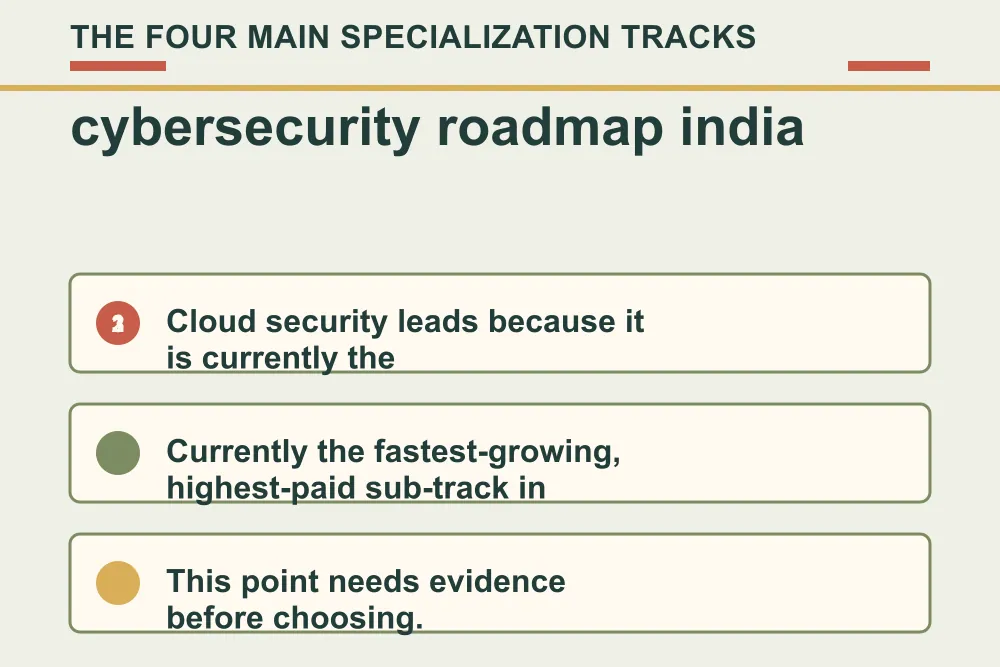 THE FOUR MAIN SPECIALIZATION TRACKS
cybersecurity roadmap india
Cloud security leads because it
is currently the
Currently the fastest-growing,
highest-paid sub-track in
This point needs evidence
before choosing.